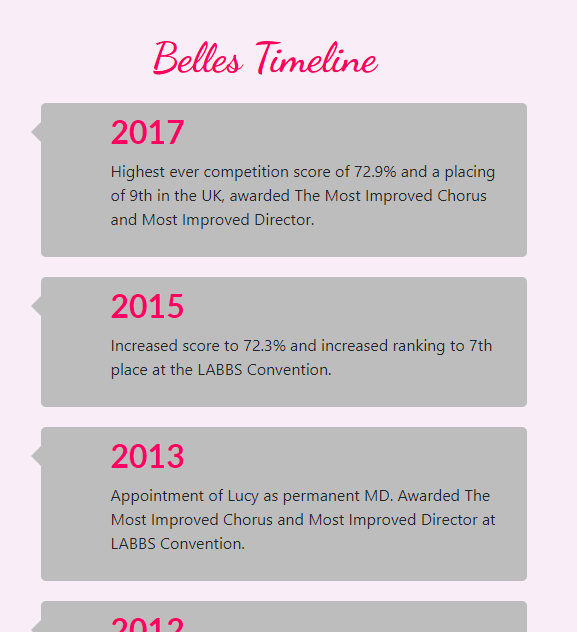 Belles Timeline
2017
Highest ever competition score of 72.9% and a placing
of 9th in the UK, awarded The Most Improved Chorus
and Most Improved Director.
2015
Increased score to 72.3% and increased ranking to 7th
place at the LABBS Convention.
2013
Appointment of Lucy as permanent MD. Awarded The
Most Improved Chorus and Most Improved Director at
LABBS Convention.
2012